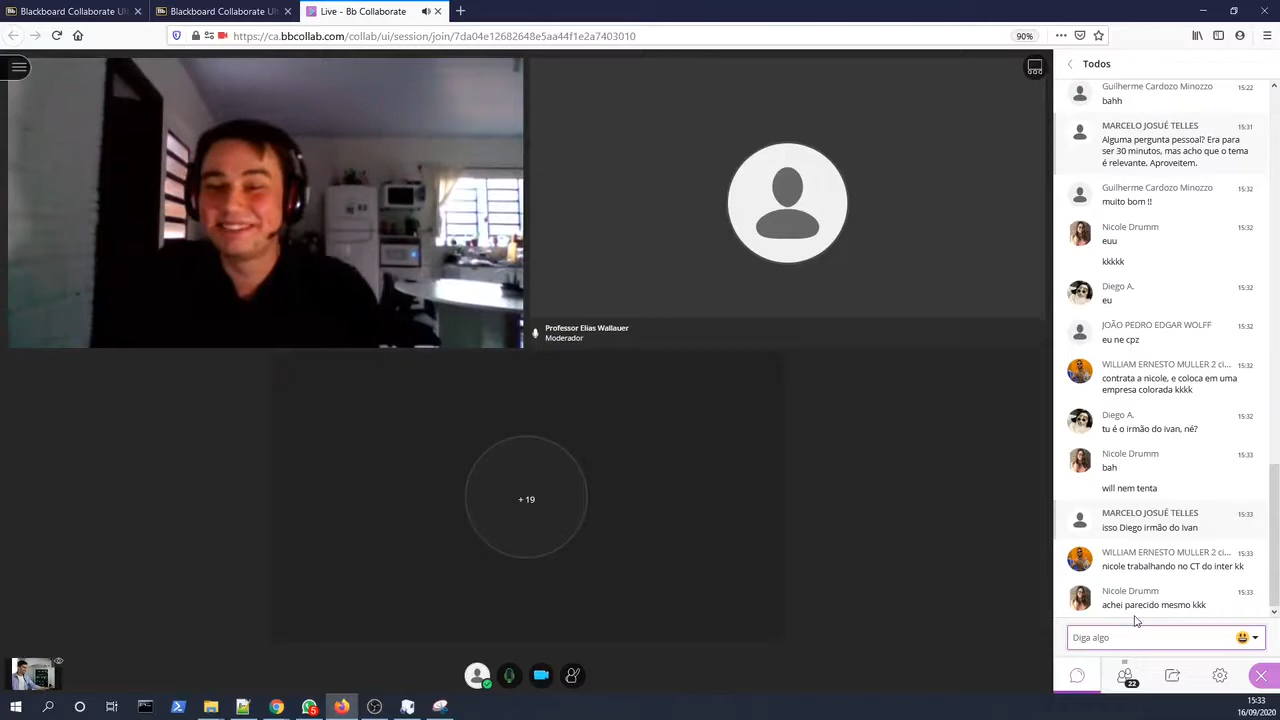 Blackboard Collaborate Ult
Blackboard Collaborate Ult
Live - Bb Collaborate
https://ca.bbcollab.com/collab/ui/session/join/7da04e12682648e5aa44f1e2a7403010
90%
Todos
Guilherme Cardozo Minozzo 15:22
bahh
MARCELO JOSUÉ TELLES 15:31
Alguma pergunta pessoal? Era para
ser 30 minutos, mas acho que o tema
é relevante. Aproveitem.
Guilherme Cardozo Minozzo 15:32
muito bom !!
Nicole Drumm 15:32
euu
kkkkk
Diego A. 15:32
eu
JOÃO PEDRO EDGAR WOLFF 15:32
eu ne cpz
WILLIAM ERNESTO MULLER 2 ci... 15:32
contrata a nicole, e coloca em uma
empresa colorada kkkk
Diego A. 15:32
tu é o irmão do ivan, né?
Nicole Drumm 15:33
bah
will nem tenta
MARCELO JOSUÉ TELLES 15:33
isso Diego irmão do Ivan
WILLIAM ERNESTO MULLER 2 ci... 15:33
nicole trabalhando no CT do inter kk
Nicole Drumm 15:33
achei parecido mesmo kkk
Diga algo
22
Professor Elias Wallauer
Moderador
+ 19
5
15:33
16/09/2020